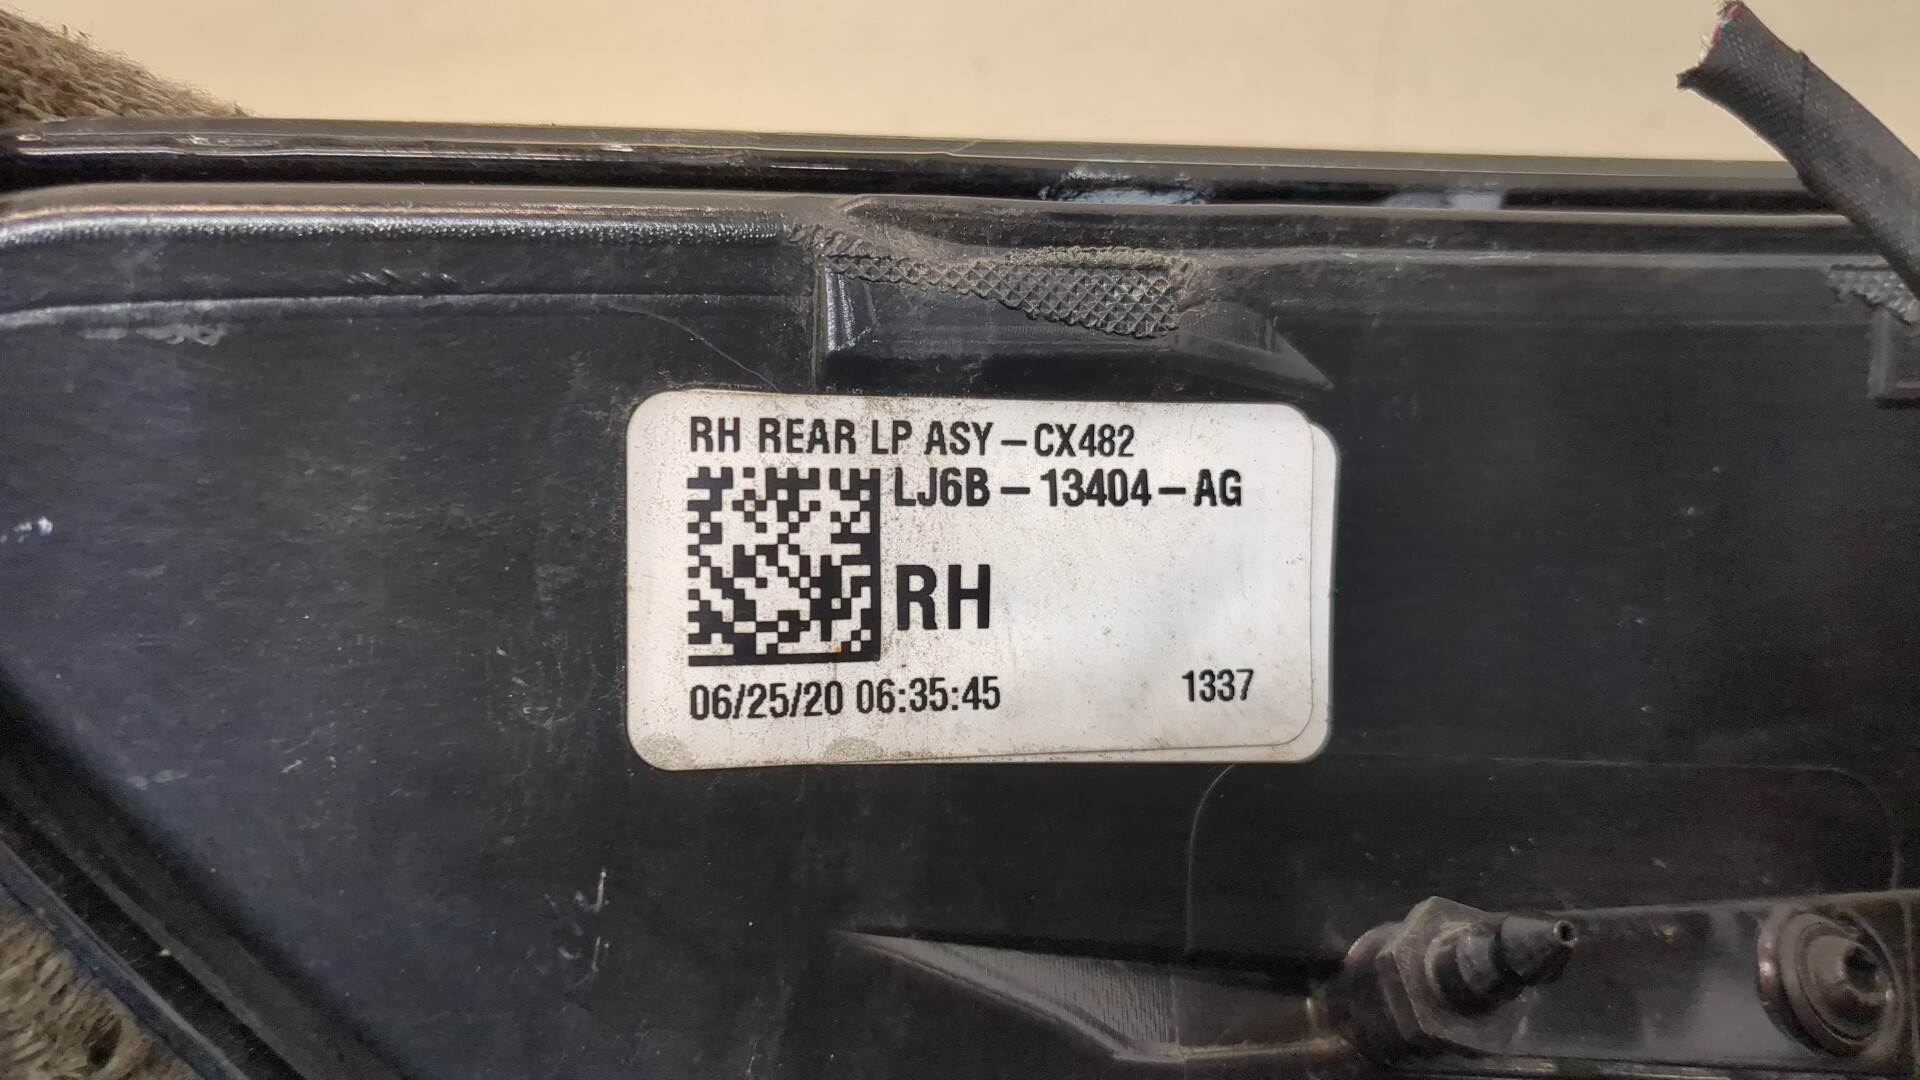 RH REAR LP ASY – CX482
LJ6B – 13404 – AG
RH
06/25/20 06:35:45 1337